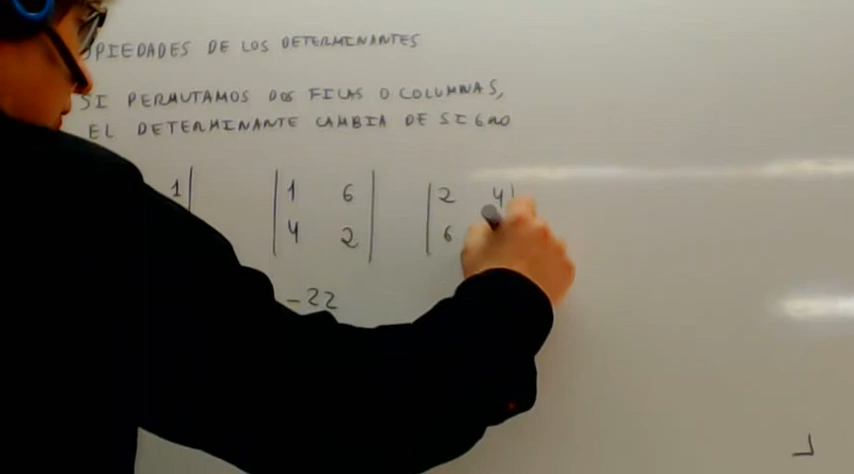 PIEDADES DE LOS DETERMINANTES
SI PERMUTAMOS DOS FILAS O COLUMNAS,
EL DETERMINANTE CAMBIA DE SIGNO
1 | 1 6 | | 2 4 |
| 4 2 | | 6
-22